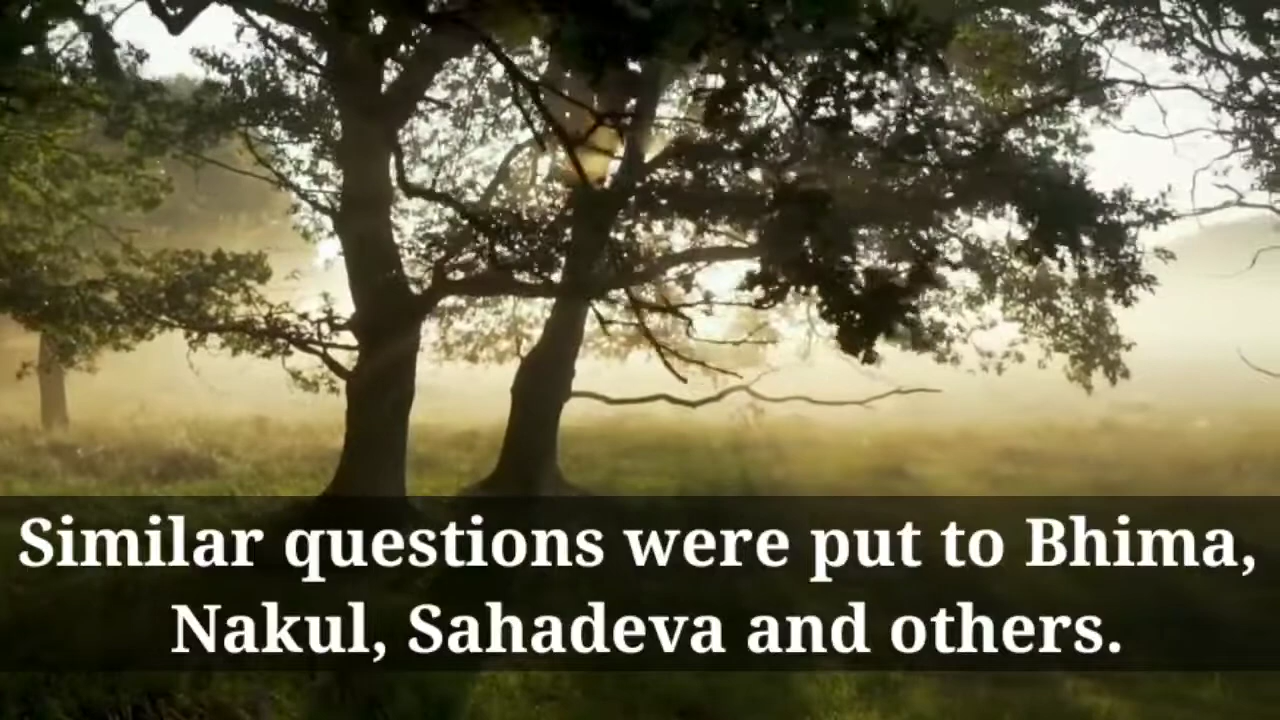 Similar questions were put to Bhima,
Nakul, Sahadeva and others.